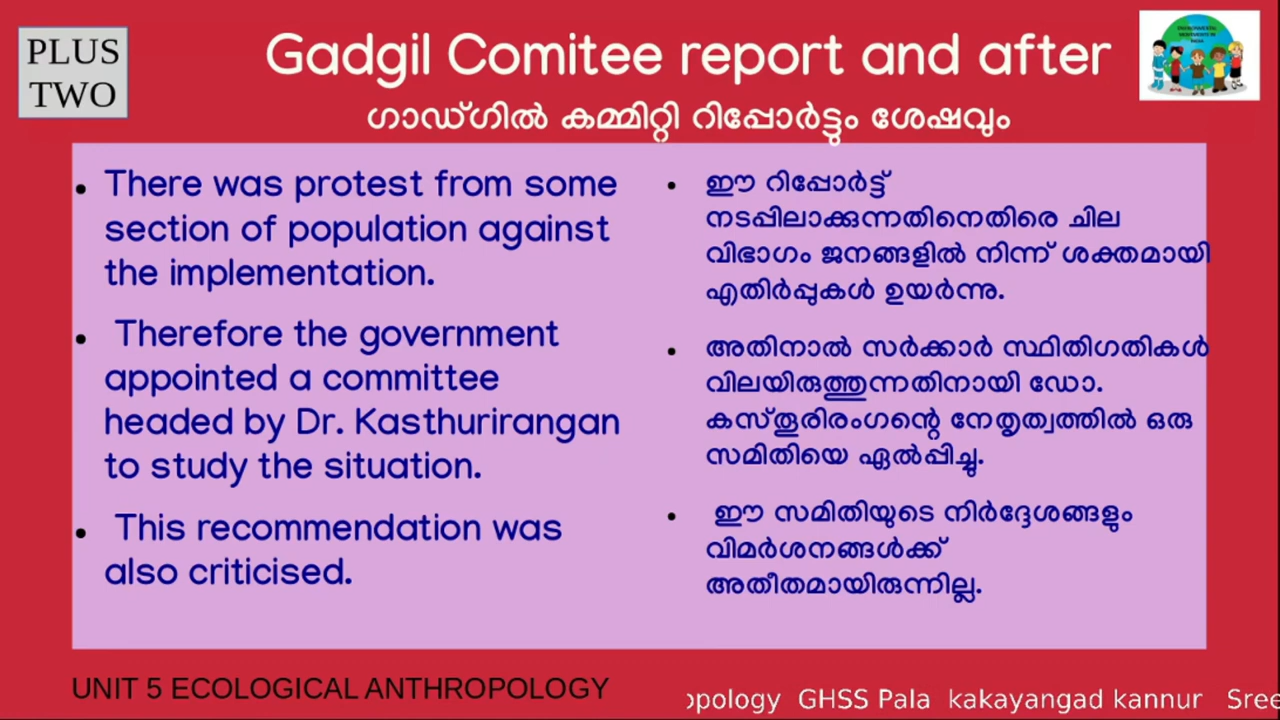 PLUS
TWO
Gadgil Comitee report and after
ഗാഡ്ഗിൽ കമ്മിറ്റി റിപ്പോർട്ടും ശേഷവും
ENVIRONMENTAL
MOVEMENTS IN
INDIA
• There was protest from some
section of population against
the implementation.
• Therefore the government
appointed a committee
headed by Dr. Kasthurirangan
to study the situation.
• This recommendation was
also criticised.
• ഈ റിപ്പോർട്ട്
നടപ്പിലാക്കുന്നതിനെതിരെ ചില
വിഭാഗം ജനങ്ങളിൽ നിന്ന് ശക്തമായി
എതിർപ്പുകൾ ഉയർന്നു.
• അതിനാൽ സർക്കാർ സ്ഥിതിഗതികൾ
വിലയിരുത്തുന്നതിനായി ഡോ.
കസ്തൂരിരംഗന്റെ നേതൃത്വത്തിൽ ഒരു
സമിതിയെ ഏൽപ്പിച്ചു.
• ഈ സമിതിയുടെ നിർദ്ദേശങ്ങളും
വിമർശനങ്ങൾക്ക്
അതീതമായിരുന്നില്ല.
UNIT 5 ECOLOGICAL ANTHROPOLOGY
opology GHSS Pala kakayangad kannur Sree